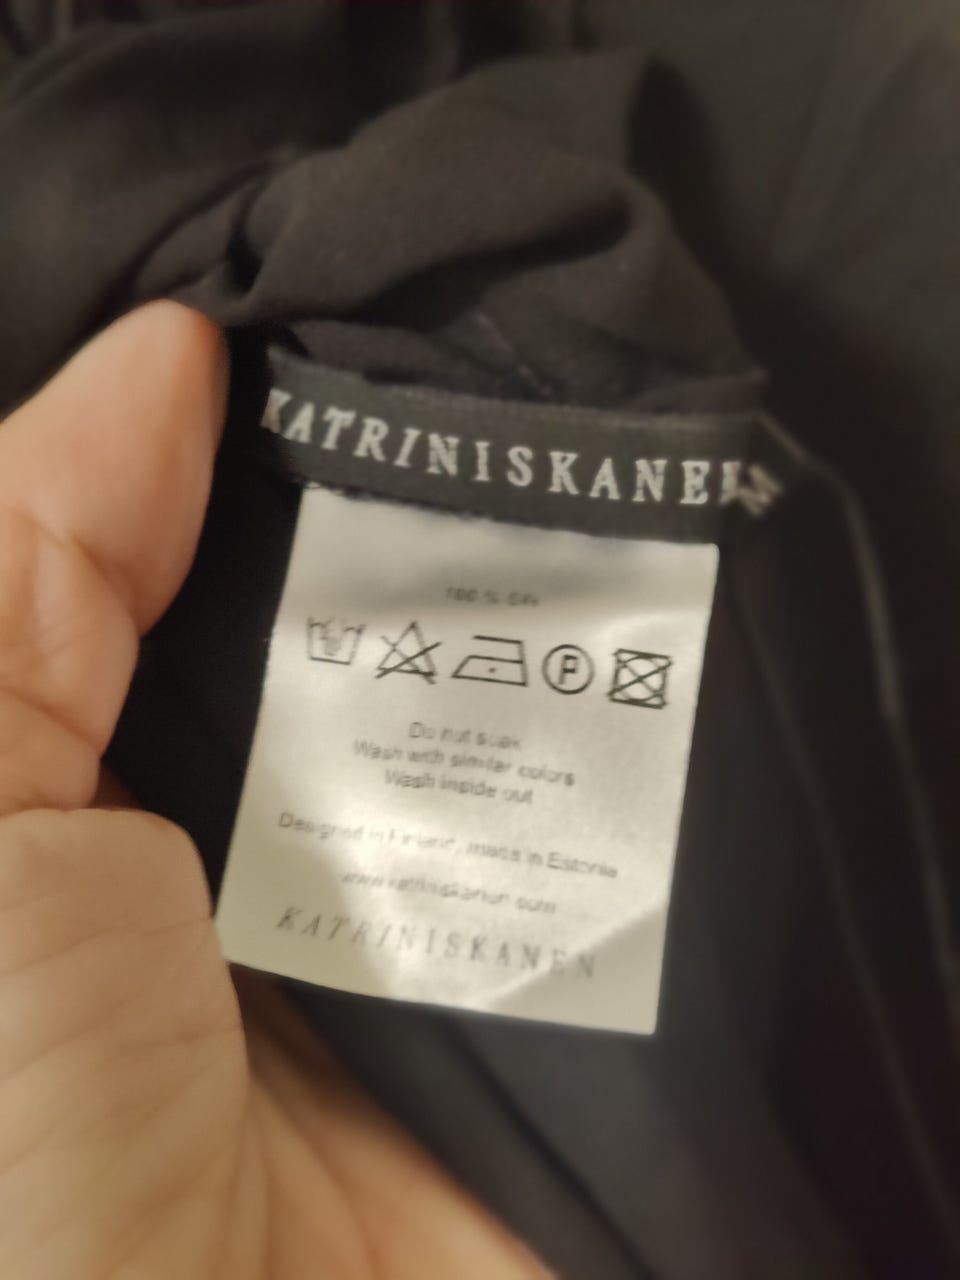 KATRINISKANEN
M
100 % Silk
P
Do not soak
Wash with similar colors
Wash inside out
Designed in Finland, made in Estonia
www.katriniskanen.com
KATRINISKANEN